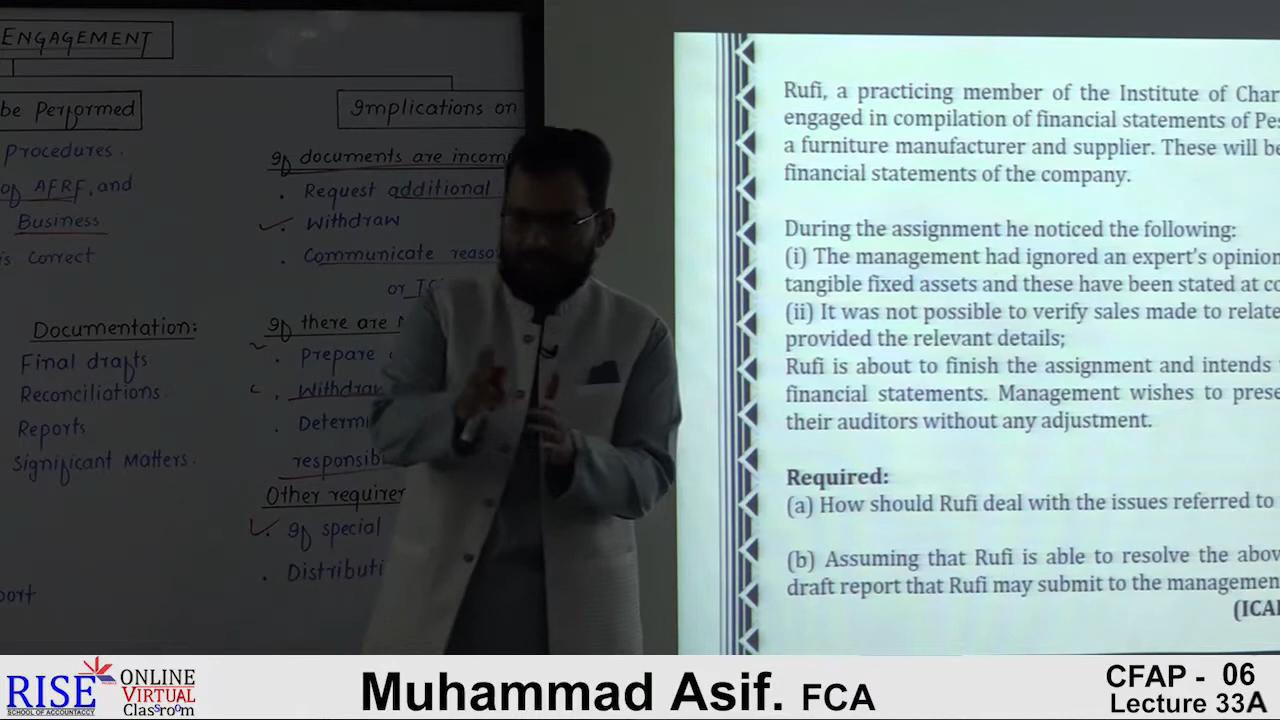 ENGAGEMENT
be Performed
Procedures.
of AFRF, and
Business
is correct
Documentation:
Final drafts
Reconciliations.
Reports
Significant Matters.
port
Implications on
If documents are incom
. Request additional
. Withdraw
. Communicate reaso
or
If there are
. Prepare
. Withdraw
. Determi
responsib
Other requirer
. If special
. Distributi
Rufi, a practicing member of the Institute of Char
engaged in compilation of financial statements of Pes
a furniture manufacturer and supplier. These will be
financial statements of the company.
During the assignment he noticed the following:
(i) The management had ignored an expert's opinion
tangible fixed assets and these have been stated at co
(ii) It was not possible to verify sales made to relate
provided the relevant details;
Rufi is about to finish the assignment and intends
financial statements. Management wishes to prese
their auditors without any adjustment.
Required:
(a) How should Rufi deal with the issues referred to
(b) Assuming that Rufi is able to resolve the abov
draft report that Rufi may submit to the managemen
(ICAI
RISE
SCHOOL OF ACCOUNTACCY
ONLINE
VIRTUAL
Classroom
Muhammad Asif. FCA
CFAP - 06
Lecture 33A